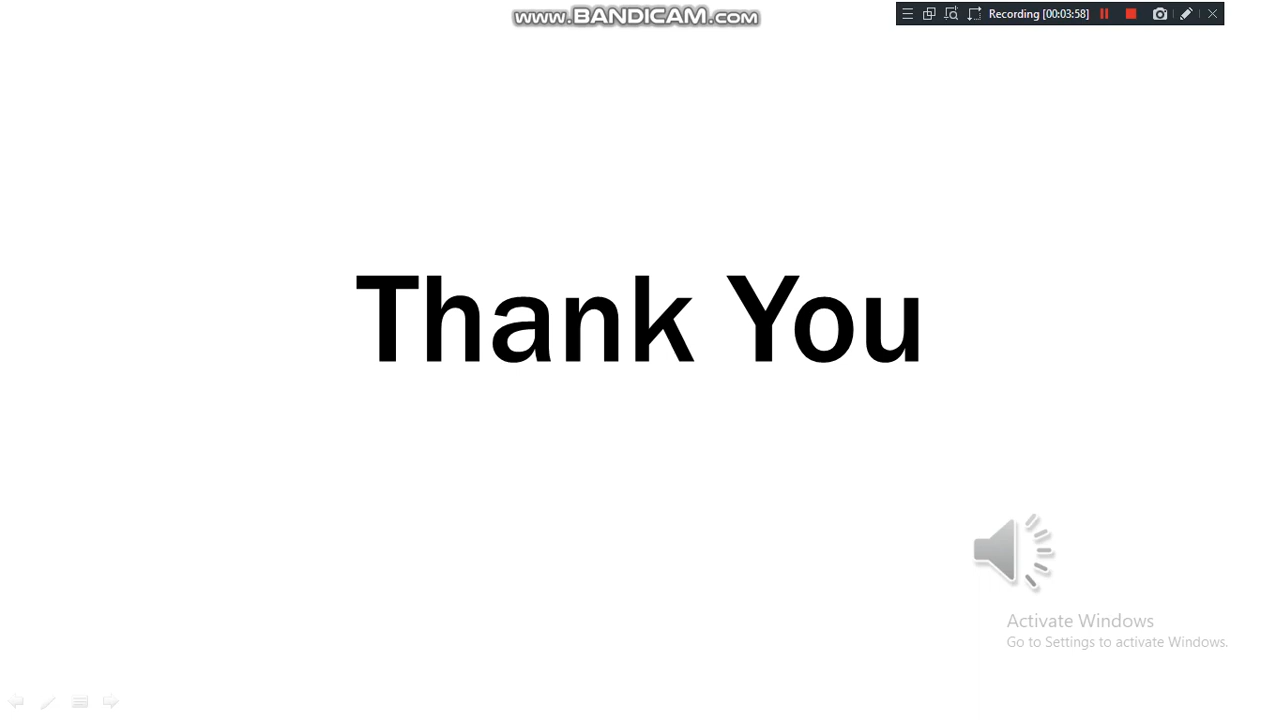 www.BANDICAM.com
Recording [00:03:58]
Thank You
Activate Windows
Go to Settings to activate Windows.